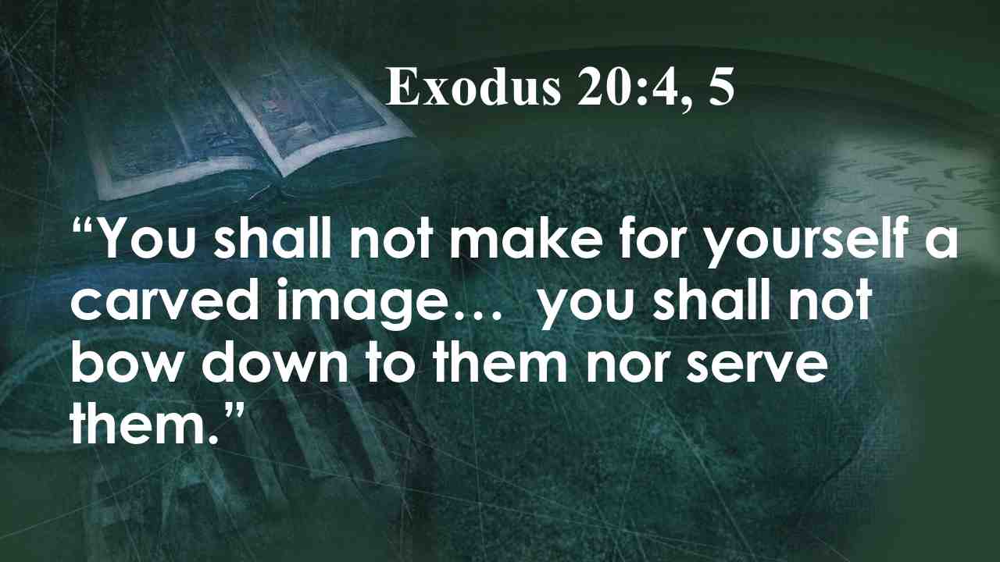 Exodus 20:4, 5
“You shall not make for yourself a
carved image…  you shall not
bow down to them nor serve
them.”